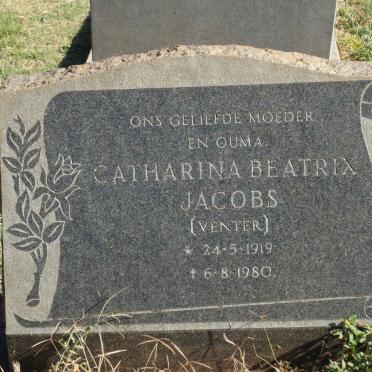 ONS GELIEFDE MOEDER
EN OUMA
CATHARINA BEATRIX
JACOBS
(VENTER)
* 24-5-1919
† 6-8-1980.